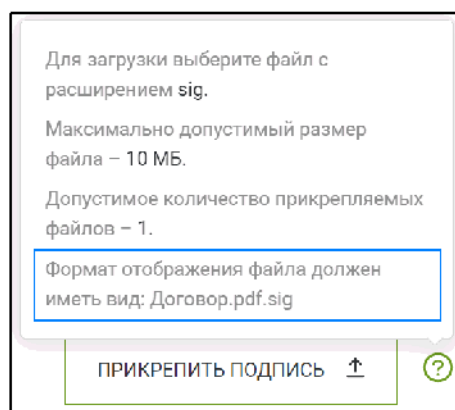 Для загрузки выберите файл с
расширением sig.
Максимально допустимый размер
файла – 10 МБ.
Допустимое количество прикрепляемых
файлов – 1.
Формат отображения файла должен
иметь вид: Договор.pdf.sig
ПРИКРЕПИТЬ ПОДПИСЬ
?